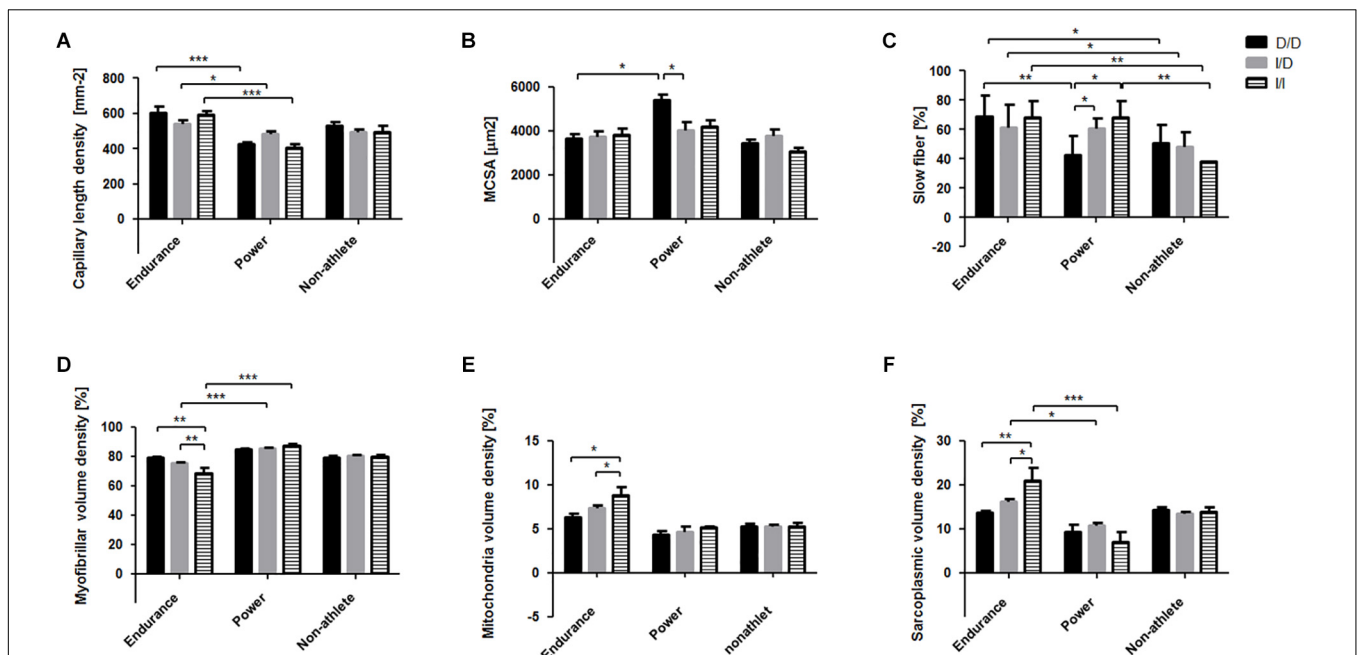 A
Capillary length density [mm-2]
***
*
***
800
600
400
200
0
Endurance
Power
Non-athlete
B
MCSA [µm2]
*
*
6000
4000
2000
0
Endurance
Power
Non-athlete
C
Slow fiber [%]
*
*
**
**
*
**
*
100
80
60
40
20
0
-20
Endurance
Power
Non-athlete
D/D
I/D
I/I
D
Myofibrillar volume density [%]
***
***
**
**
100
80
60
40
20
0
Endurance
Power
Non-athlete
E
Mitochondria volume density [%]
*
*
15
10
5
0
-5
Endurance
Power
nonathlet
F
Sarcoplasmic volume density [%]
***
*
**
*
30
20
10
0
-10
Endurance
Power
Non-athlete